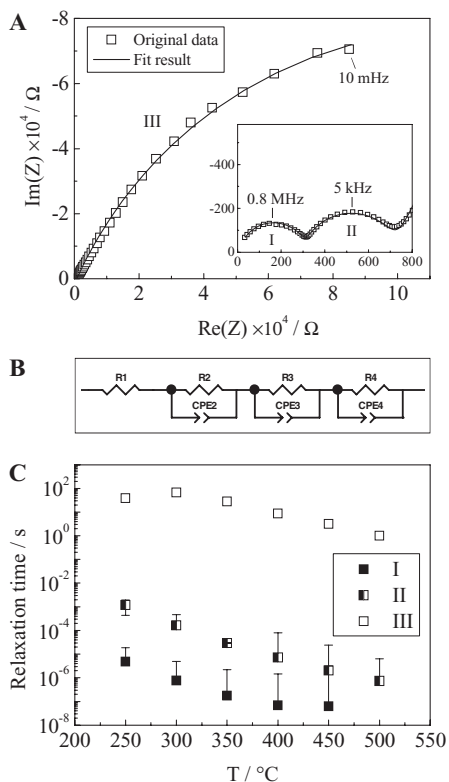 A
Im(Z) ×10⁴ / Ω
-8
-6
-4
-2
0
Original data
Fit result
III
10 mHz
-400
-200
0
0.8 MHz
5 kHz
I
II
0 200 400 600 800
0 2 4 6 8 10
Re(Z) ×10⁴ / Ω
B
R1 R2 R3 R4
CPE2 CPE3 CPE4
C
Relaxation time / s
10²
10⁰
10⁻²
10⁻⁴
10⁻⁶
10⁻⁸
I
II
III
200 250 300 350 400 450 500 550
T / °C